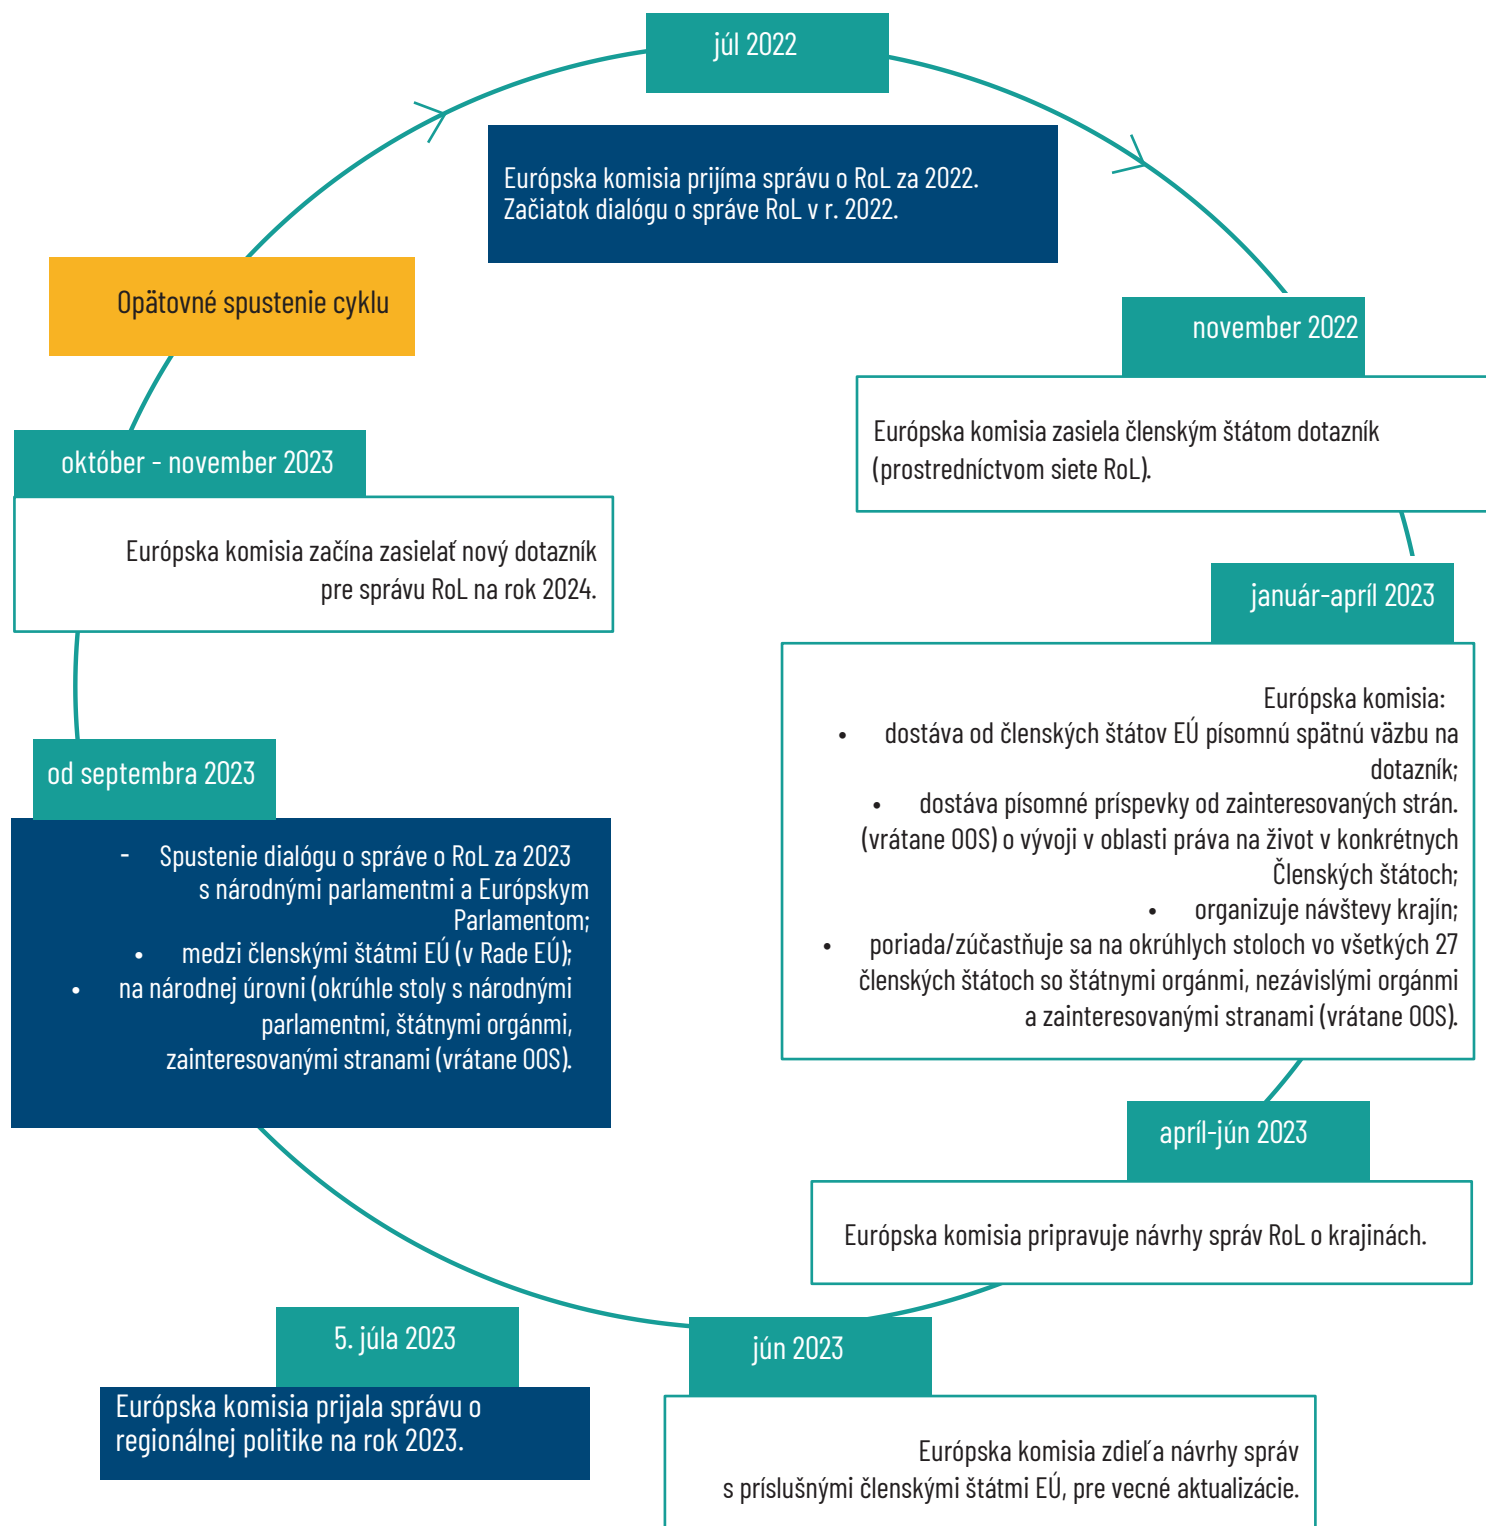 júl 2022
Európska komisia prijíma správu o RoL za 2022.
Začiatok dialógu o správe RoL v r. 2022.
november 2022
Európska komisia zasiela členským štátom dotazník
(prostredníctvom siete RoL).
január-apríl 2023
Európska komisia:
• dostáva od členských štátov EÚ písomnú spätnú väzbu na
dotazník;
• dostáva písomné príspevky od zainteresovaných strán.
(vrátane OOS) o vývoji v oblasti práva na život v konkrétnych
Členských štátoch;
• organizuje návštevy krajín;
• poriada/zúčastňuje sa na okrúhlych stoloch vo všetkých 27
členských štátoch so štátnymi orgánmi, nezávislými orgánmi
a zainteresovanými stranami (vrátane OOS).
apríl-jún 2023
Európska komisia pripravuje návrhy správ RoL o krajinách.
jún 2023
Európska komisia zdieľa návrhy správ
s príslušnými členskými štátmi EÚ, pre vecné aktualizácie.
5. júla 2023
Európska komisia prijala správu o
regionálnej politike na rok 2023.
od septembra 2023
- Spustenie dialógu o správe o RoL za 2023
s národnými parlamentmi a Európskym
Parlamentom;
• medzi členskými štátmi EÚ (v Rade EÚ);
• na národnej úrovni (okrúhle stoly s národnými
parlamentmi, štátnymi orgánmi,
zainteresovanými stranami (vrátane OOS).
október - november 2023
Európska komisia začína zasielať nový dotazník
pre správu RoL na rok 2024.
Opätovné spustenie cyklu